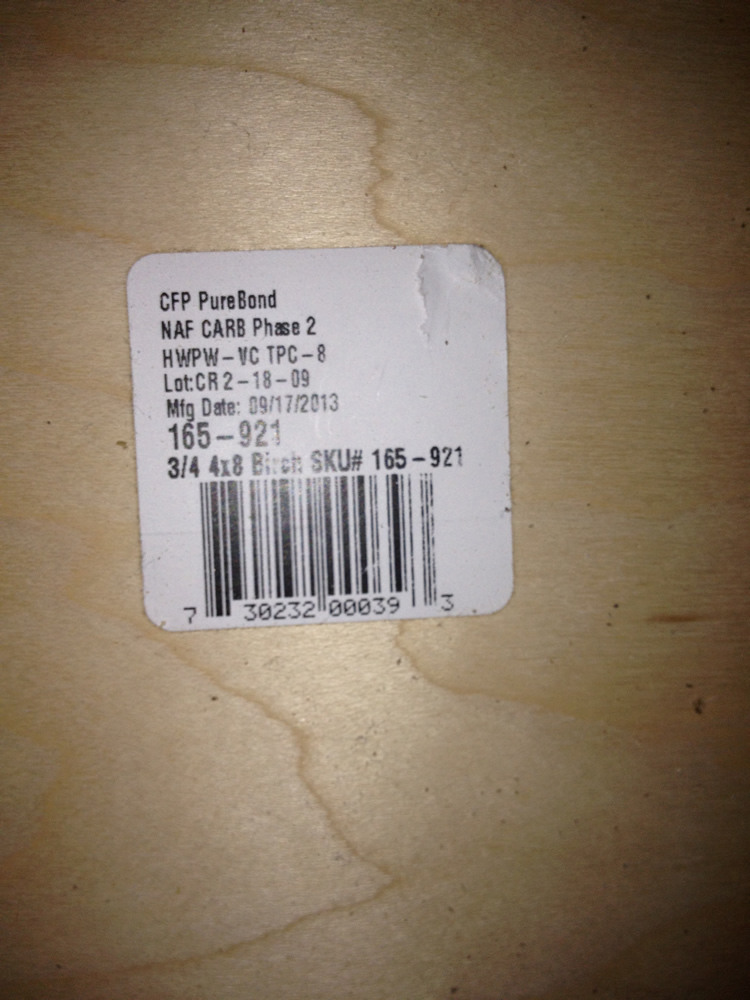 CFP PureBond
NAF CARB Phase 2
HWPW-VC TPC-8
Lot:CR 2-18-09
Mfg Date: 09/17/2013
165-921
3/4 4x8 Birch SKU# 165-921
7 30232 00039 3